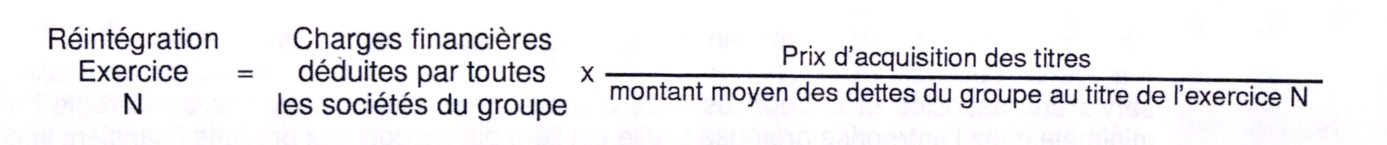 Réintégration Exercice N = Charges financières déduites par toutes les sociétés du groupe x Prix d'acquisition des titres
montant moyen des dettes du groupe au titre de l'exercice N